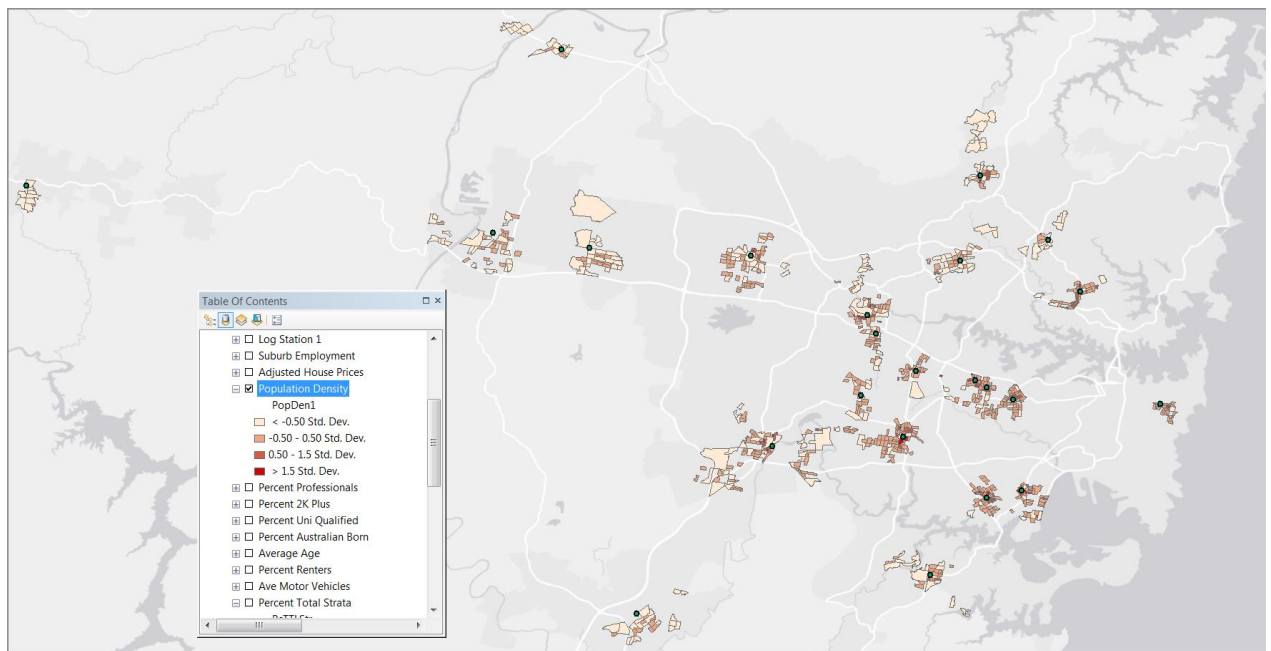 Table Of Contents
Log Station 1
Suburb Employment
Adjusted House Prices
Population Density
PopDen1
< -0.50 Std. Dev.
-0.50 - 0.50 Std. Dev.
0.50 - 1.5 Std. Dev.
> 1.5 Std. Dev.
Percent Professionals
Percent 2K Plus
Percent Uni Qualified
Percent Australian Born
Average Age
Percent Renters
Ave Motor Vehicles
Percent Total Strata